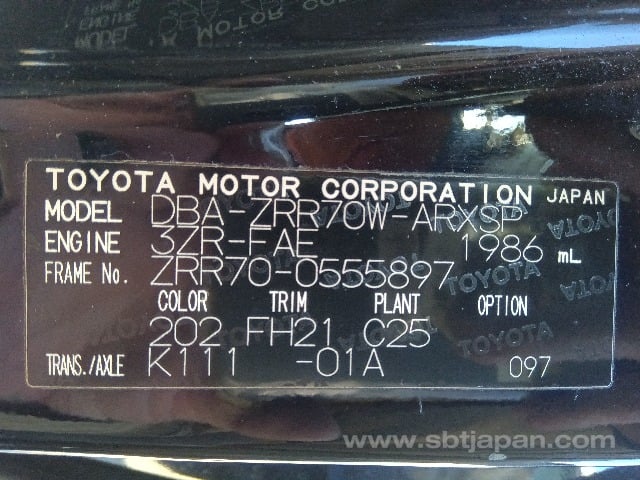 TOYOTA MOTOR CORPORATION JAPAN
MODEL DBA-ZRR70W-ARXSP
ENGINE 3ZR-FAE 1986 mL
FRAME No. ZRR70-0555897
COLOR TRIM PLANT OPTION
202 FH21 C25
TRANS./AXLE K111 -01A 097
www.sbtjapan.com